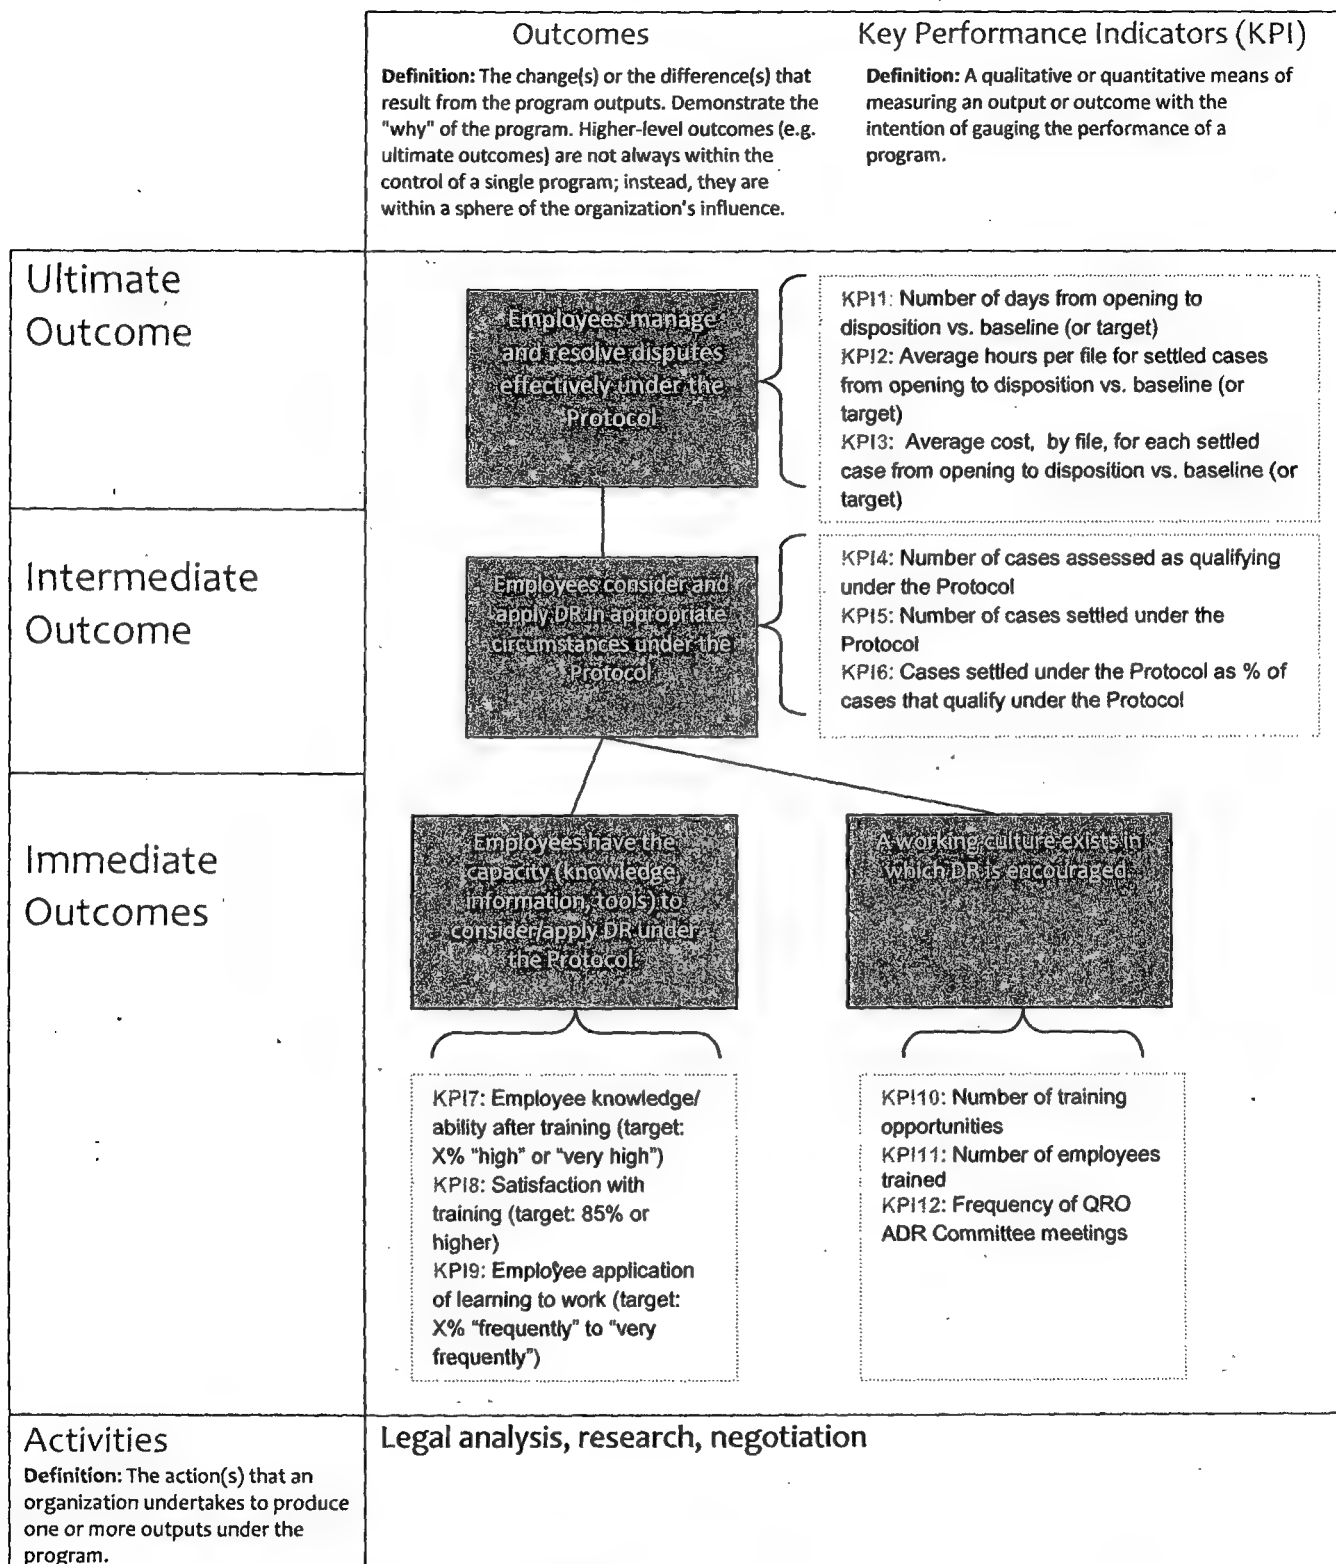 Outcomes
Definition: The change(s) or the difference(s) that
result from the program outputs. Demonstrate the
"why" of the program. Higher-level outcomes (e.g.
ultimate outcomes) are not always within the
control of a single program; instead, they are
within a sphere of the organization's influence.
Key Performance Indicators (KPI)
Definition: A qualitative or quantitative means of
measuring an output or outcome with the
intention of gauging the performance of a
program.
Ultimate
Outcome
Employees manage
and resolve disputes
effectively under the
Protocol
KPI1: Number of days from opening to
disposition vs. baseline (or target)
KPI2: Average hours per file for settled cases
from opening to disposition vs. baseline (or
target)
KPI3: Average cost, by file, for each settled
case from opening to disposition vs. baseline (or
target)
Intermediate
Outcome
Employees consider and
apply DR in appropriate
circumstances under the
Protocol
KPI4: Number of cases assessed as qualifying
under the Protocol
KPI5: Number of cases settled under the
Protocol
KPI6: Cases settled under the Protocol as % of
cases that qualify under the Protocol
Immediate
Outcomes
Employees have the
capacity (knowledge,
information, tools) to
consider/apply DR under
the Protocol
A working culture exists in
which DR is encouraged
KPI7: Employee knowledge/
ability after training (target:
X% "high" or "very high")
KPI8: Satisfaction with
training (target: 85% or
higher)
KPI9: Employee application
of learning to work (target:
X% "frequently" to "very
frequently")
KPI10: Number of training
opportunities
KPI11: Number of employees
trained
KPI12: Frequency of QRO
ADR Committee meetings
Activities
Definition: The action(s) that an
organization undertakes to produce
one or more outputs under the
program.
Legal analysis, research, negotiation